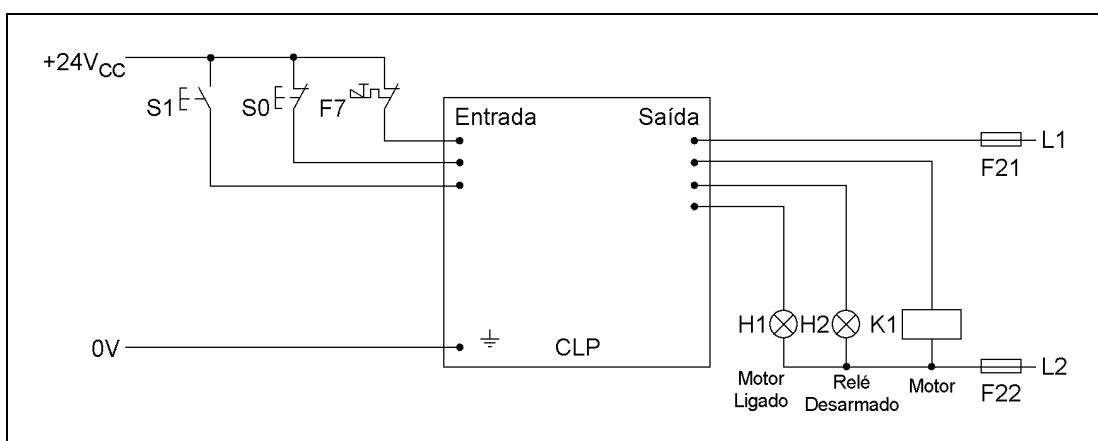 +24VCC
S1
S0
F7
Entrada
Saída
L1
F21
H1
H2
K1
0V
CLP
L2
F22
Motor
Ligado
Relé
Desarmado
Motor